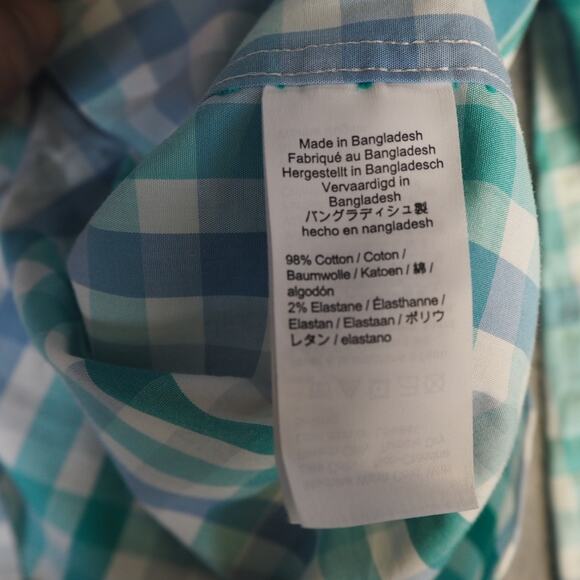 Made in Bangladesh
Fabriqué au Bangladesh
Hergestellt in Bangladesch
Vervaardigd in
Bangladesh
バングラディシュ製
hecho en nangladesh
98% Cotton / Coton /
Baumwolle / Katoen / 綿 /
algodón
2% Elastane / Élasthanne /
Elastan / Elastaan / ポリウ
レタン / elastano